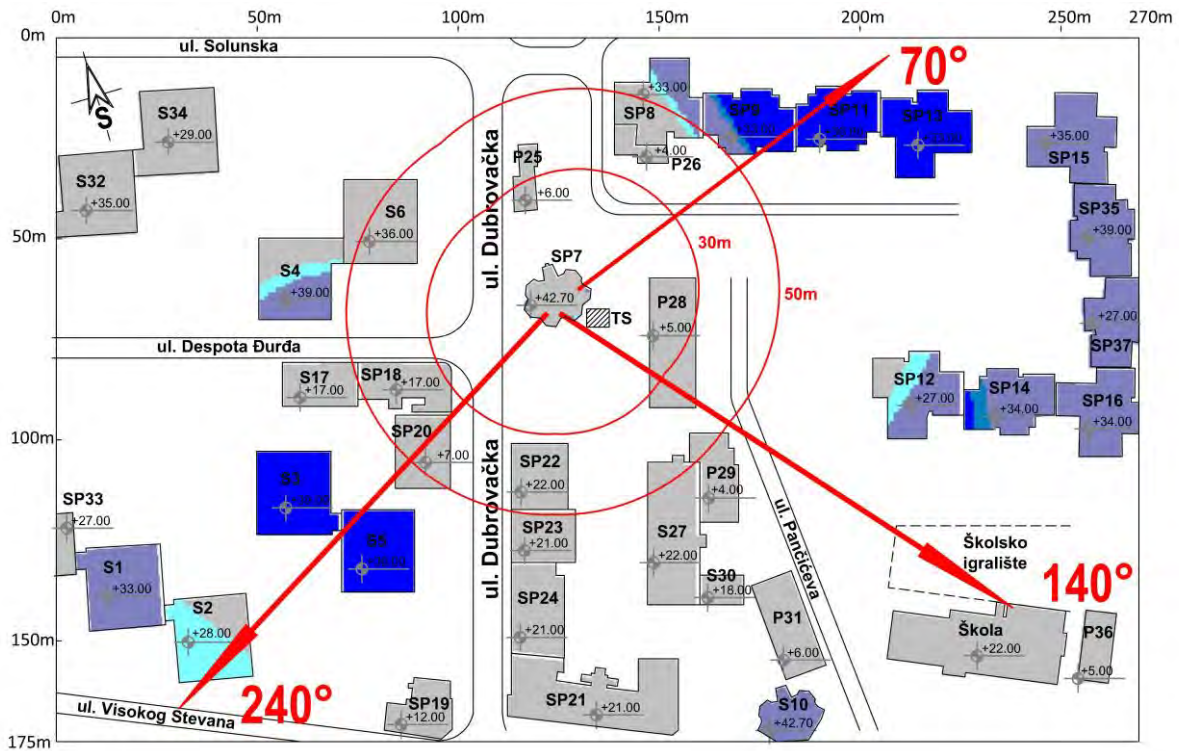 0m
50m
100m
150m
200m
250m
270m
0m
ul. Solunska
70°
S
S34
+29.00
+33.00
SP8
SP9
+33.00
SP11
SP13
+4.00
P26
+35.00
SP15
P25
+6.00
S32
+35.00
S6
+36.00
SP35
+39.00
50m
SP7
30m
S4
+39.00
+42.70
50m
P28
TS
+5.00
+27.00
SP37
ul. Despota Đurđa
ul. Dubrovačka
S17
+17.00
SP18
+17.00
SP12
+27.00
SP14
+34.00
SP16
+34.00
100m
SP20
+7.00
SP22
+22.00
P29
+4.00
S3
SP33
+27.00
S5
SP23
+21.00
S27
+22.00
ul. Dubrovačka
ul. Pančićeva
Školsko
igralište
140°
S1
+33.00
S30
+18.00
S2
+28.00
SP24
+21.00
P31
+6.00
Škola
+22.00
P36
+5.00
150m
240°
ul. Visokog Stevana
SP19
+12.00
SP21
+21.00
S10
+42.70
175m